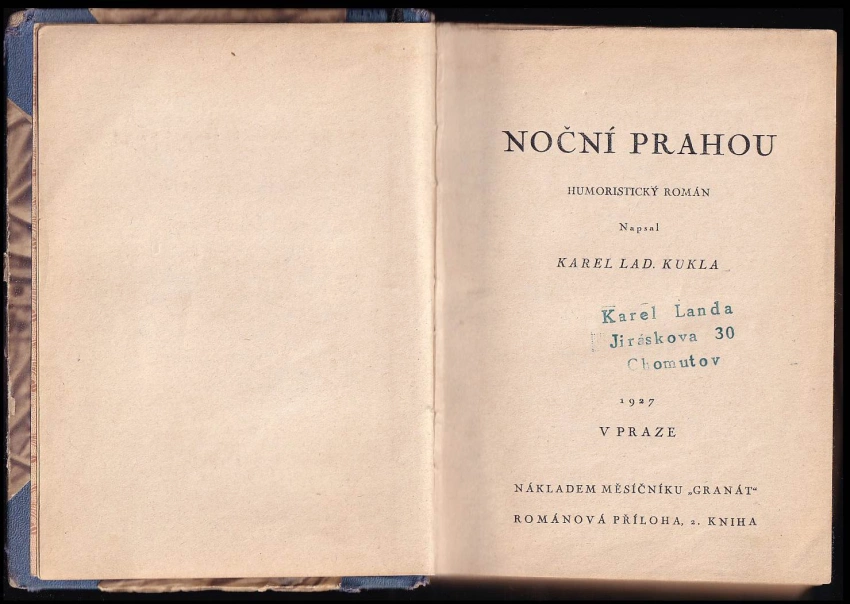 NOČNÍ PRAHOU
HUMORISTICKÝ ROMÁN
Napsal
KAREL LAD. KUKLA
Karel Landa
Jiráskova 30
Chomutov
1927
V PRAZE
NÁKLADEM MĚSÍČNÍKU „GRANÁT“
ROMÁNOVÁ PŘÍLOHA, 2. KNIHA